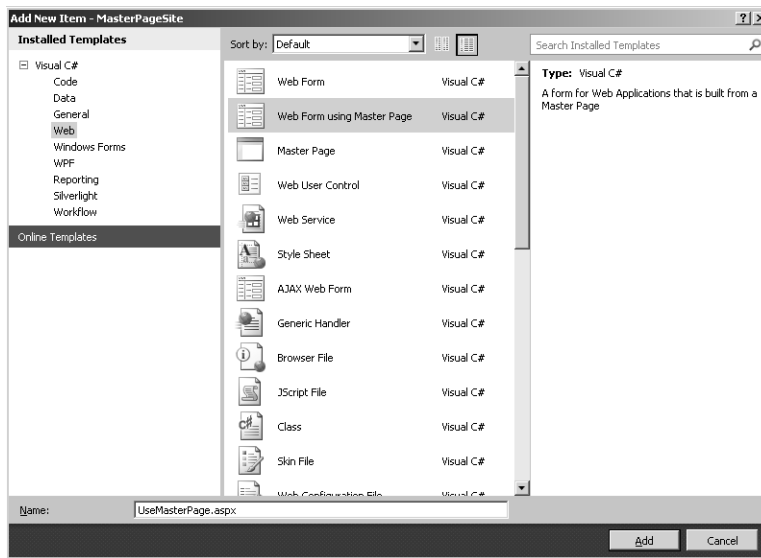 Add New Item - MasterPageSite
Installed Templates
Sort by: Default
Search Installed Templates
Visual C#
Code
Data
General
Web
Windows Forms
WPF
Reporting
Silverlight
Workflow
Online Templates
Web Form Visual C#
Web Form using Master Page Visual C#
Master Page Visual C#
Web User Control Visual C#
Web Service Visual C#
Style Sheet Visual C#
AJAX Web Form Visual C#
Generic Handler Visual C#
Browser File Visual C#
JScript File Visual C#
Class Visual C#
Skin File Visual C#
Web Configuration File Visual C#
Type: Visual C#
A form for Web Applications that is built from a
Master Page
Name: UseMasterPage.aspx
Add Cancel